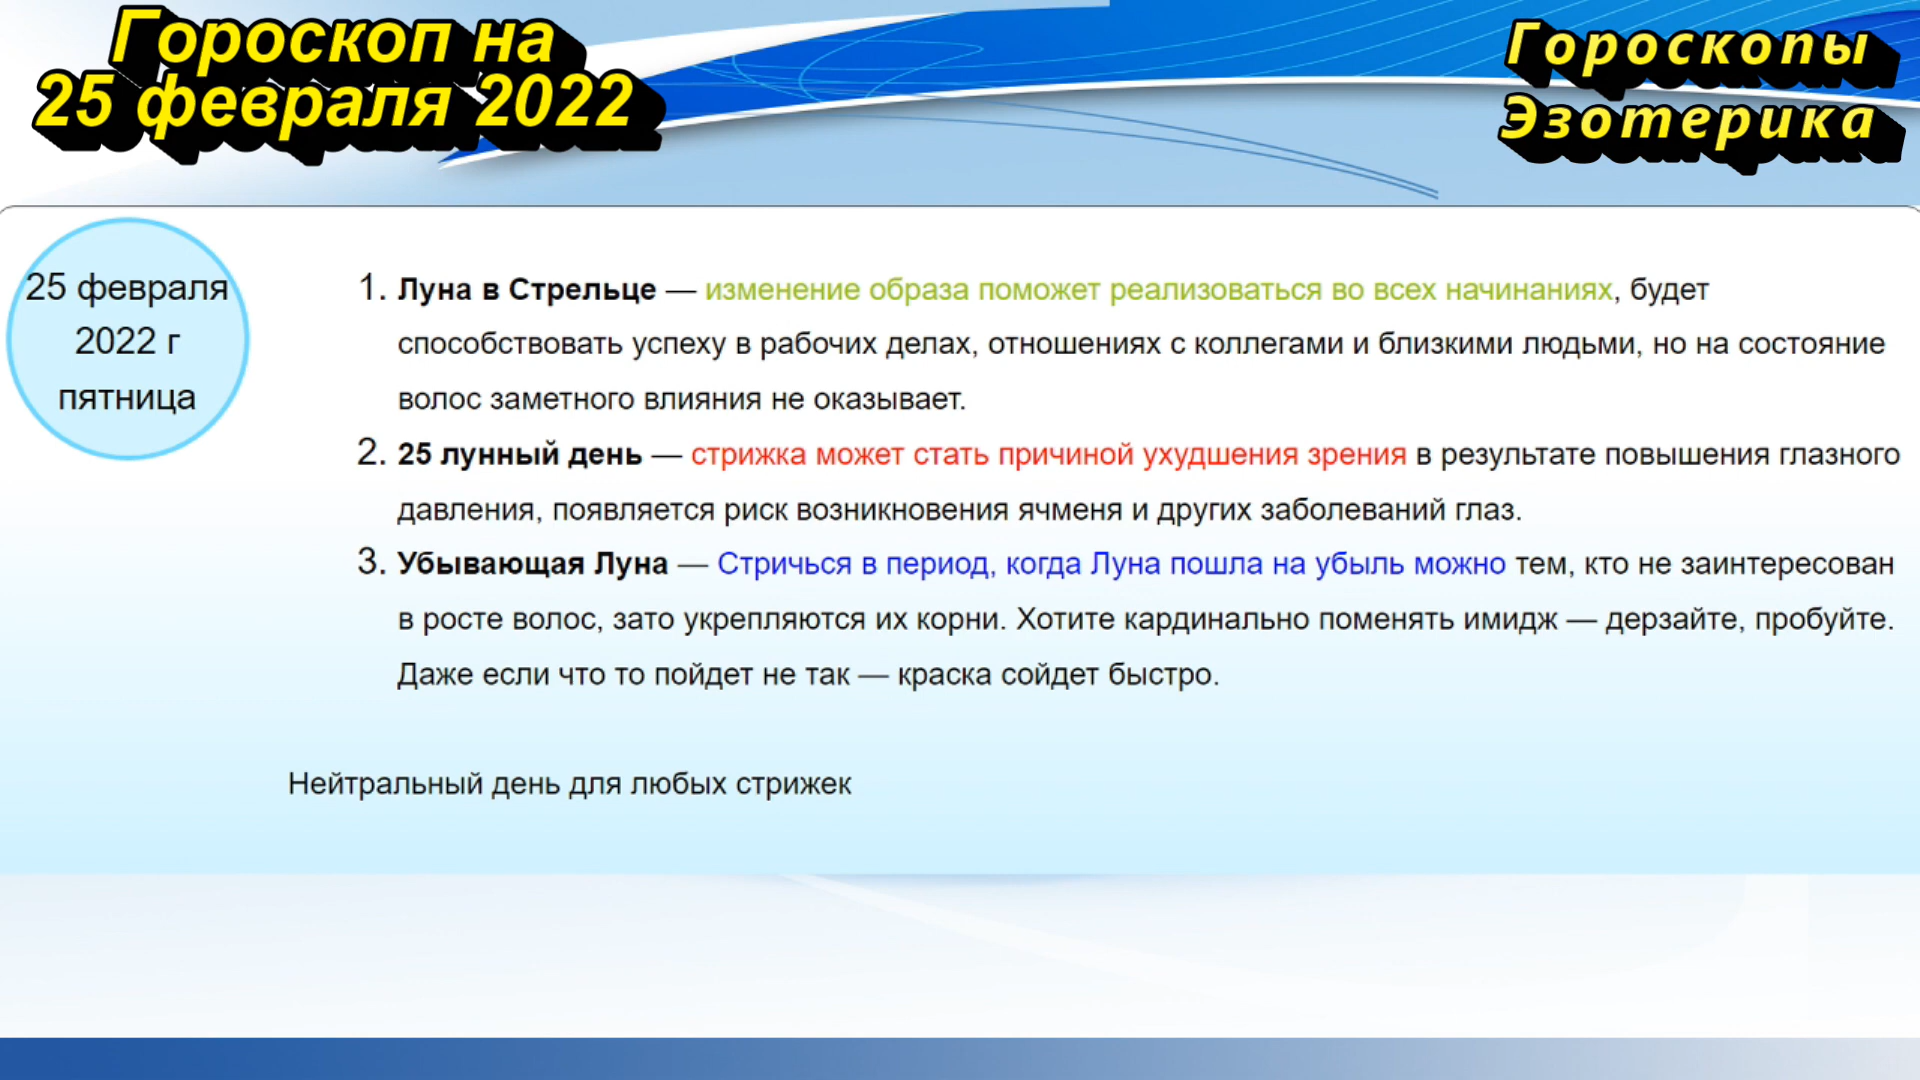 Гороскоп на
25 февраля 2022
Гороскопы
Эзотерика
25 февраля
2022 г
пятница
1. Луна в Стрельце — изменение образа поможет реализоваться во всех начинаниях, будет
способствовать успеху в рабочих делах, отношениях с коллегами и близкими людьми, но на состояние
волос заметного влияния не оказывает.
2. 25 лунный день — стрижка может стать причиной ухудшения зрения в результате повышения глазного
давления, появляется риск возникновения ячменя и других заболеваний глаз.
3. Убывающая Луна — Стричься в период, когда Луна пошла на убыль можно тем, кто не заинтересован
в росте волос, зато укрепляются их корни. Хотите кардинально поменять имидж — дерзайте, пробуйте.
Даже если что то пойдет не так — краска сойдет быстро.
Нейтральный день для любых стрижек